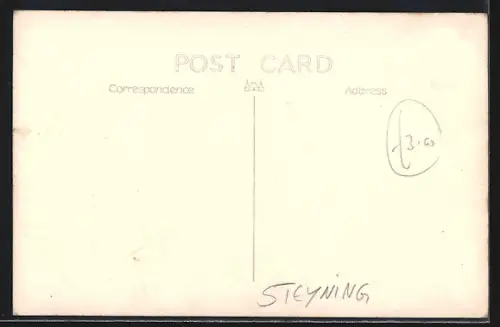 POST CARD
Correspondence
Address
£3.00
STEYNING